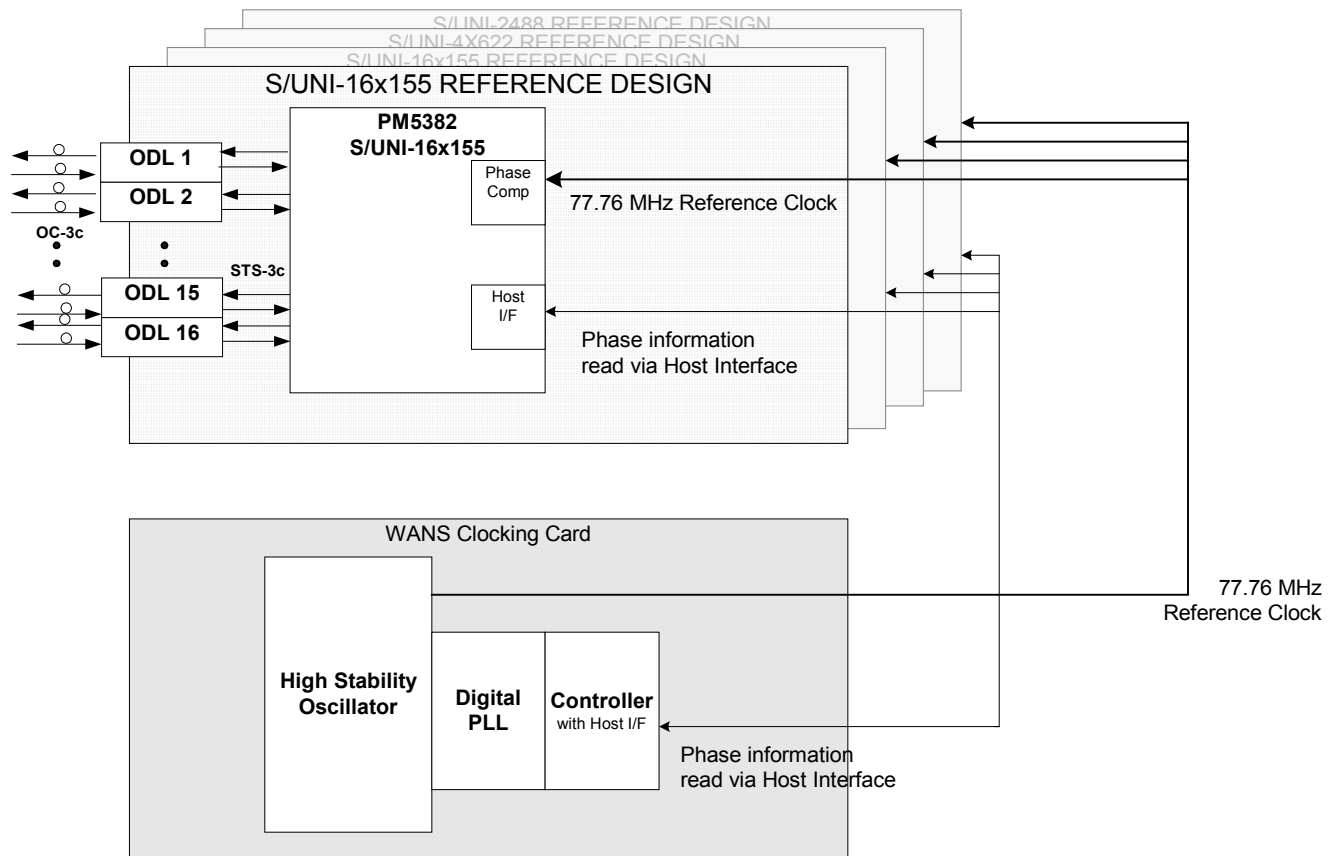 S/UNI-2488 REFERENCE DESIGN
S/UNI-4X622 REFERENCE DESIGN
S/UNI-16x155 REFERENCE DESIGN
S/UNI-16x155 REFERENCE DESIGN
PM5382
S/UNI-16x155
ODL 1
ODL 2
Phase
Comp
77.76 MHz Reference Clock
OC-3c
STS-3c
ODL 15
ODL 16
Host
I/F
Phase information
read via Host Interface
WANS Clocking Card
77.76 MHz
Reference Clock
High Stability
Oscillator
Digital
PLL
Controller
with Host I/F
Phase information
read via Host Interface